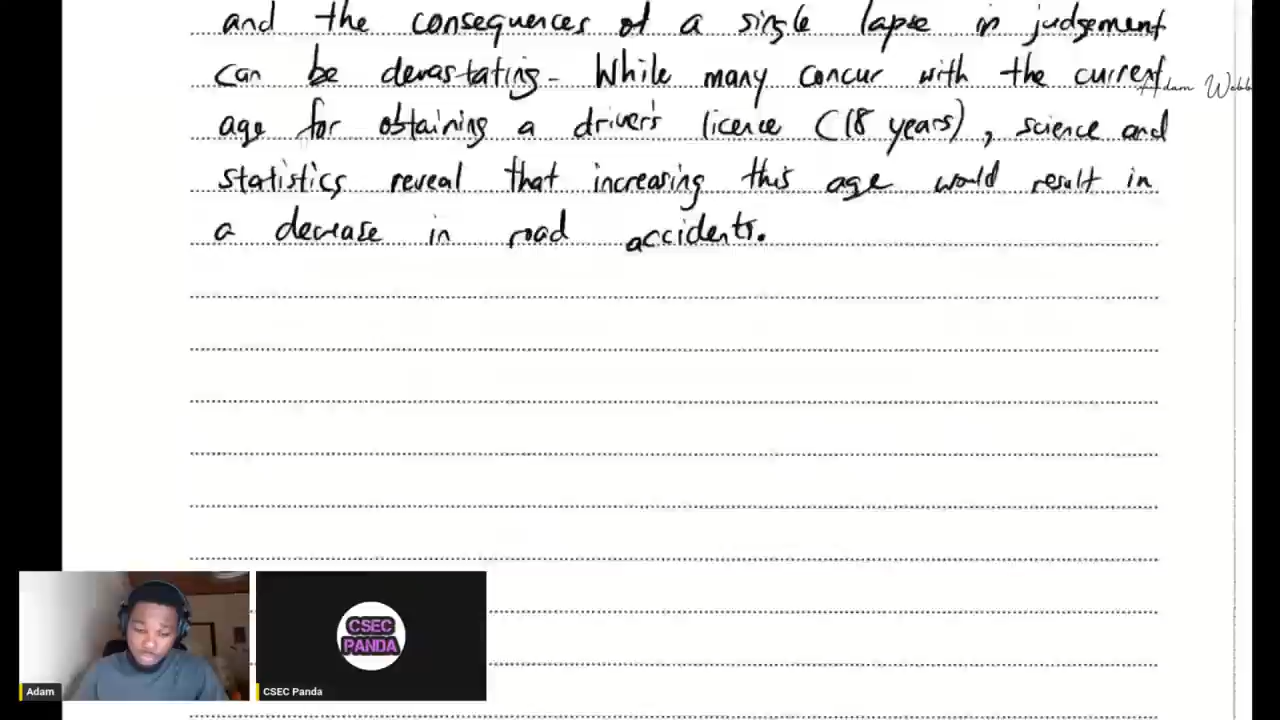 and the consequences of a single lapse in judgement
can be devastating. While many concur with the current
Adam Webb
age for obtaining a driver's licence (18 years), science and
statistics reveal that increasing this age would result in
a decrease in road accidents.
CSEC
PANDA
Adam
CSEC Panda